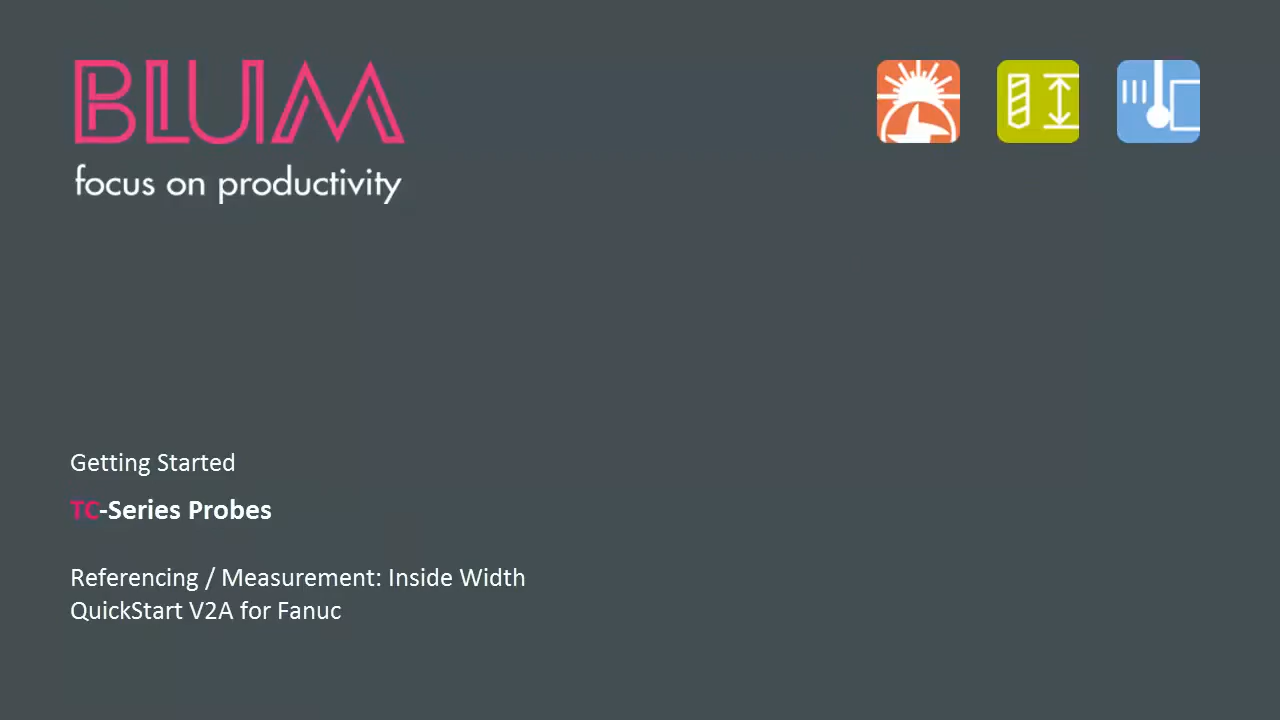 BLUM
focus on productivity
Getting Started
TC-Series Probes
Referencing / Measurement: Inside Width
QuickStart V2A for Fanuc